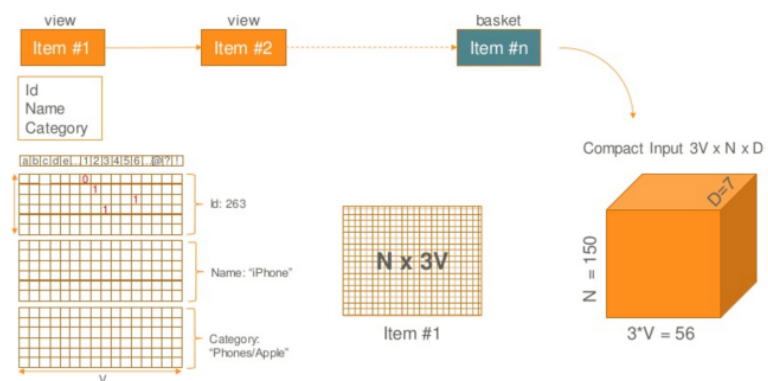 view
view
basket
Item #1
Item #2
Item #n
Id
Name
Category
Compact Input 3V x N x D
a b c d e .. 1 2 3 4 5 6 .. @ ? !
0
1
1
1
Id: 263
D=7
N x 3V
N = 150
Name: “iPhone”
Item #1
3*V = 56
Category:
“Phones/Apple”
V